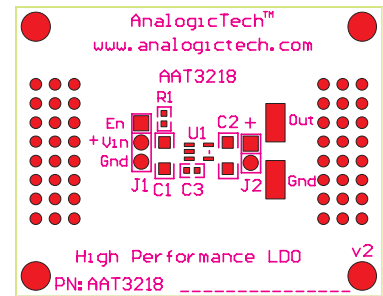 AnalogicTech™
www.analogictech.com
AAT3218
R1
En
+Vin
Gnd
J1
C1
C3
U1
C2
+
J2
Out
Gnd
High Performance LDO
v2
PN:AAT3218 _______________